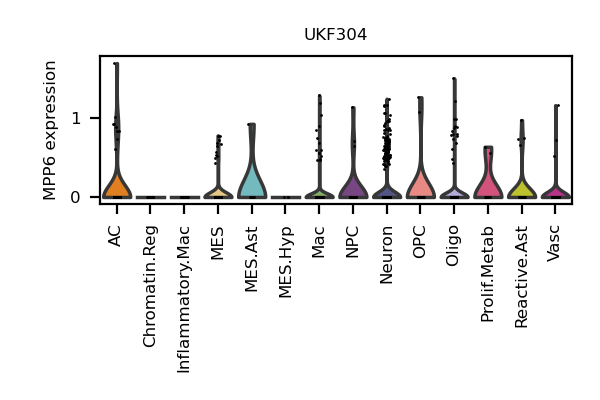 UKF304
MPP6 expression
1
0
AC
Chromatin.Reg
Inflammatory.Mac
MES
MES.Ast
MES.Hyp
Mac
NPC
Neuron
OPC
Oligo
Prolif.Metab
Reactive.Ast
Vasc